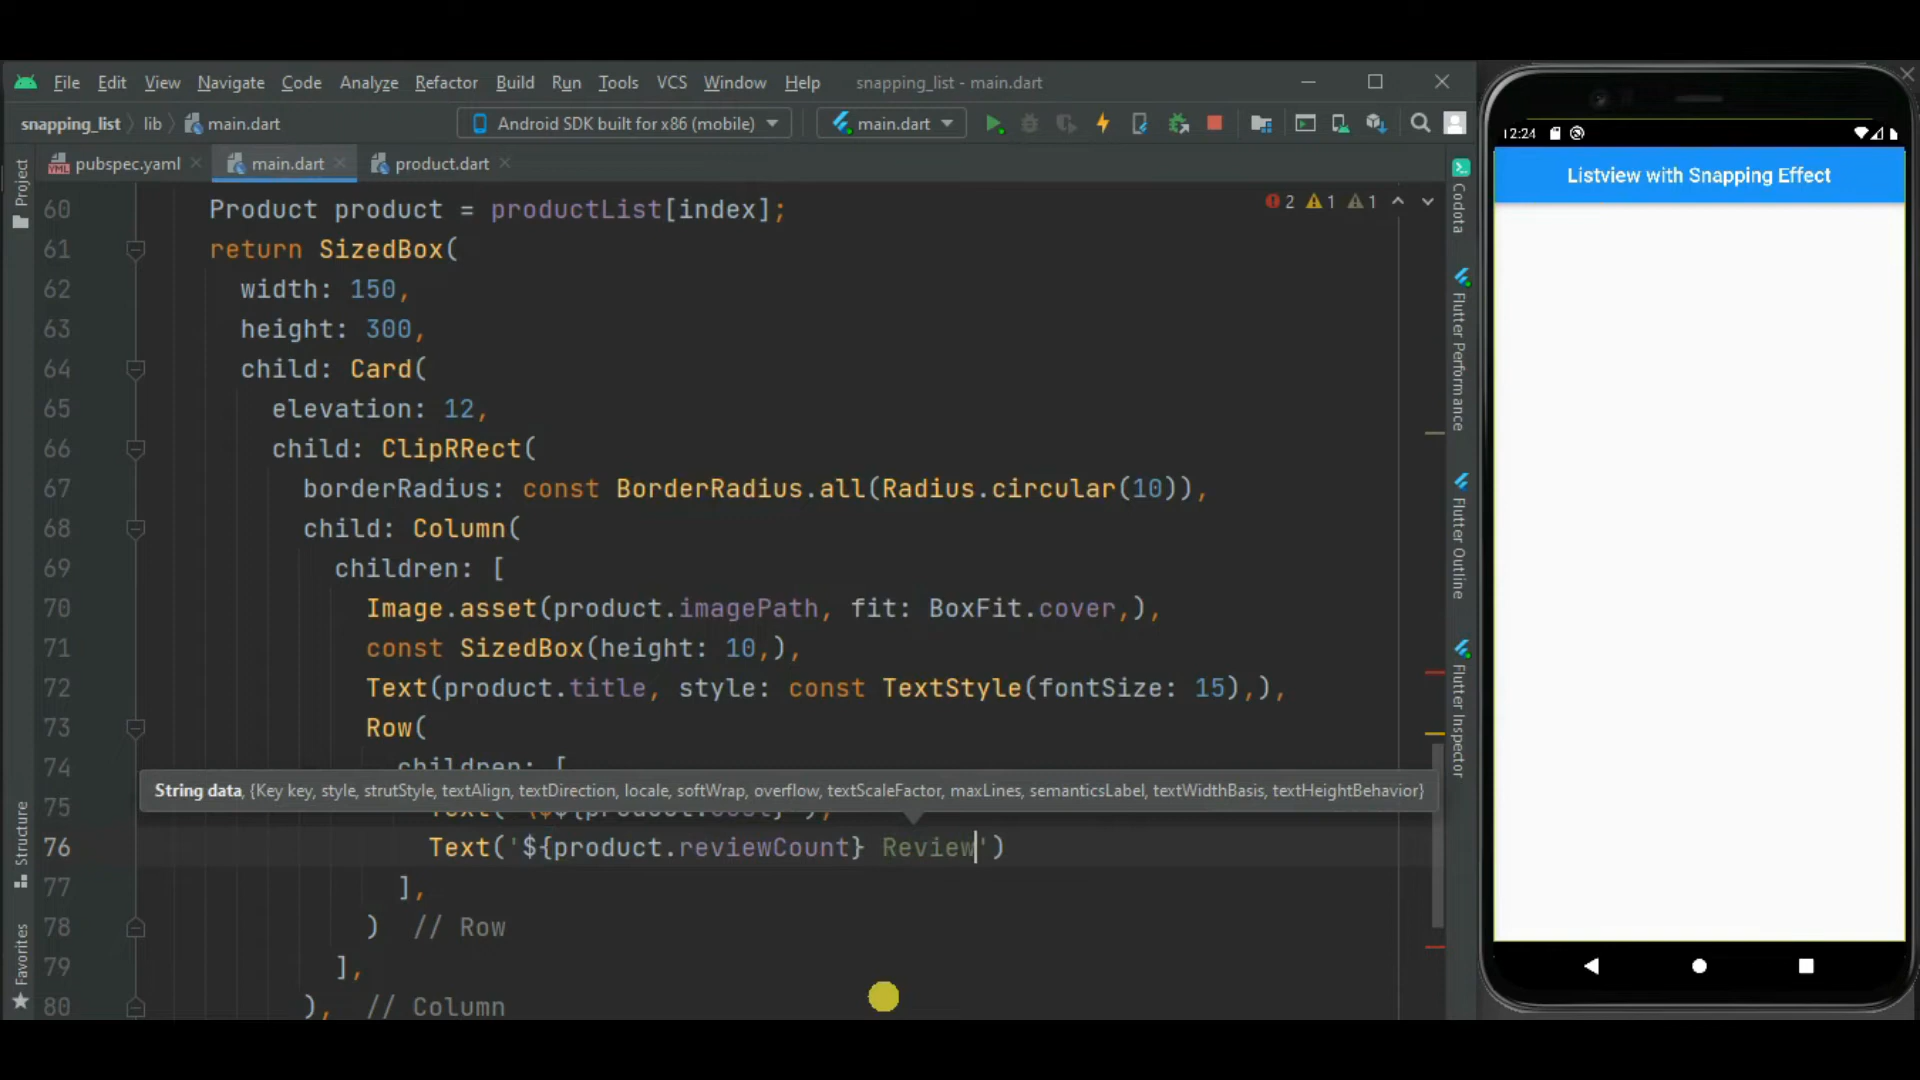 File Edit View Navigate Code Analyze Refactor Build Run Tools VCS Window Help snapping_list - main.dart
snapping_list lib main.dart Android SDK built for x86 (mobile) main.dart
pubspec.yaml main.dart product.dart
2 1 1
60 Product product = productList[index];
61 return SizedBox(
62 width: 150,
63 height: 300,
64 child: Card(
65 elevation: 12,
66 child: ClipRRect(
67 borderRadius: const BorderRadius.all(Radius.circular(10)),
68 child: Column(
69 children: [
70 Image.asset(product.imagePath, fit: BoxFit.cover,),
71 const SizedBox(height: 10,),
72 Text(product.title, style: const TextStyle(fontSize: 15),),
73 Row(
74 children: [
String data, {Key key, style, strutStyle, textAlign, textDirection, locale, softWrap, overflow, textScaleFactor, maxLines, semanticsLabel, textWidthBasis, textHeightBehavior}
75
76 Text('${product.reviewCount} Review')
77 ],
78 ) // Row
79 ],
80 ), // Column
Project
Structure
Favorites
Codota
Flutter Performance
Flutter Outline
Flutter Inspector
12:24
Listview with Snapping Effect